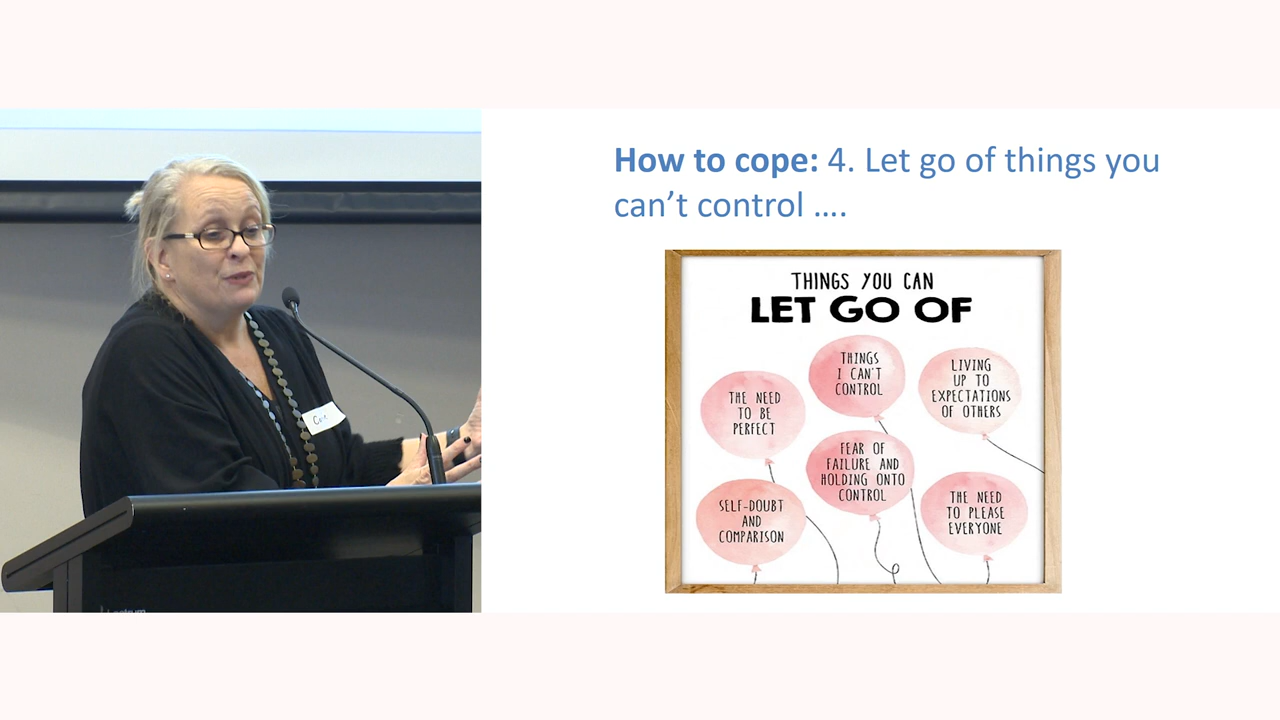 How to cope: 4. Let go of things you
can’t control ….
THINGS YOU CAN
LET GO OF
THINGS
I CAN'T
CONTROL
LIVING
UP TO
EXPECTATIONS
OF OTHERS
THE NEED
TO BE
PERFECT
FEAR OF
FAILURE AND
HOLDING ONTO
CONTROL
SELF-DOUBT
AND
COMPARISON
THE NEED
TO PLEASE
EVERYONE